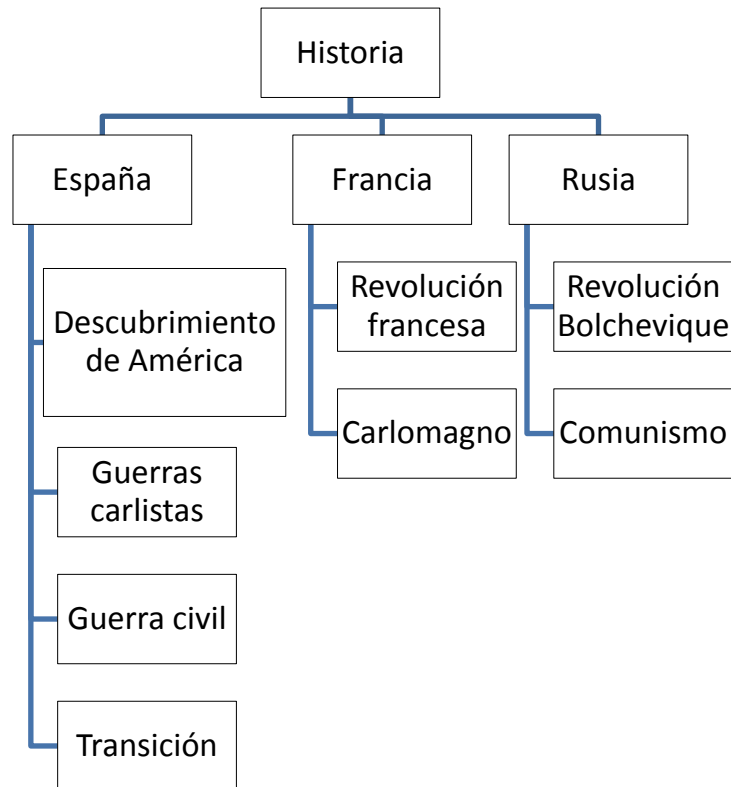 Historia
España
Francia
Rusia
Descubrimiento
de América
Guerras
carlistas
Guerra civil
Transición
Revolución
francesa
Carlomagno
Revolución
Bolchevique
Comunismo